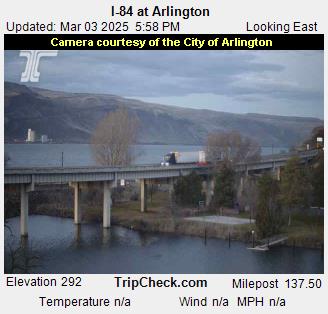 I-84 at Arlington
Updated: Mar 03 2025 5:58 PM Looking East
Camera courtesy of the City of Arlington
Elevation 292 TripCheck.com Milepost 137.50
Temperature n/a Wind n/a MPH n/a